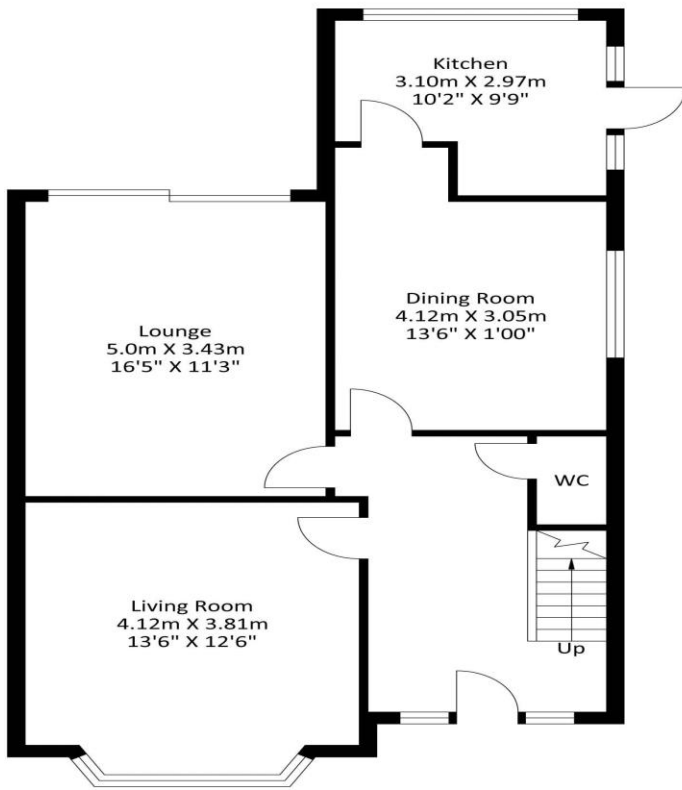 Kitchen
3.10m X 2.97m
10'2" X 9'9"
Dining Room
4.12m X 3.05m
13'6" X 1'00"
Lounge
5.0m X 3.43m
16'5" X 11'3"
WC
Living Room
4.12m X 3.81m
13'6" X 12'6"
Up